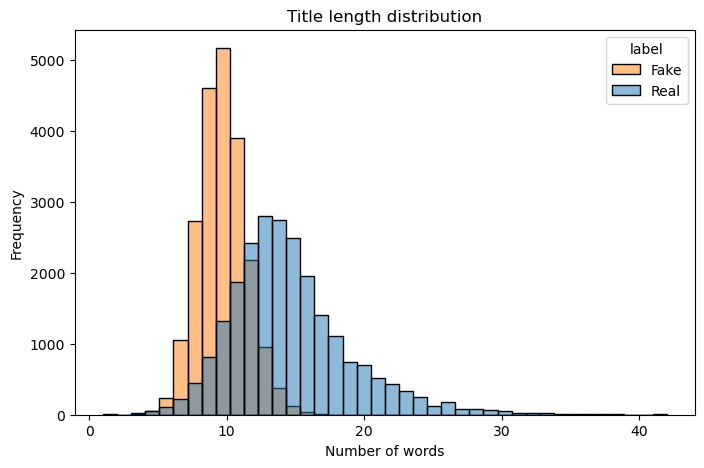 Title length distribution
label
Fake
Real
5000
4000
3000
2000
1000
0
Frequency
0 10 20 30 40
Number of words